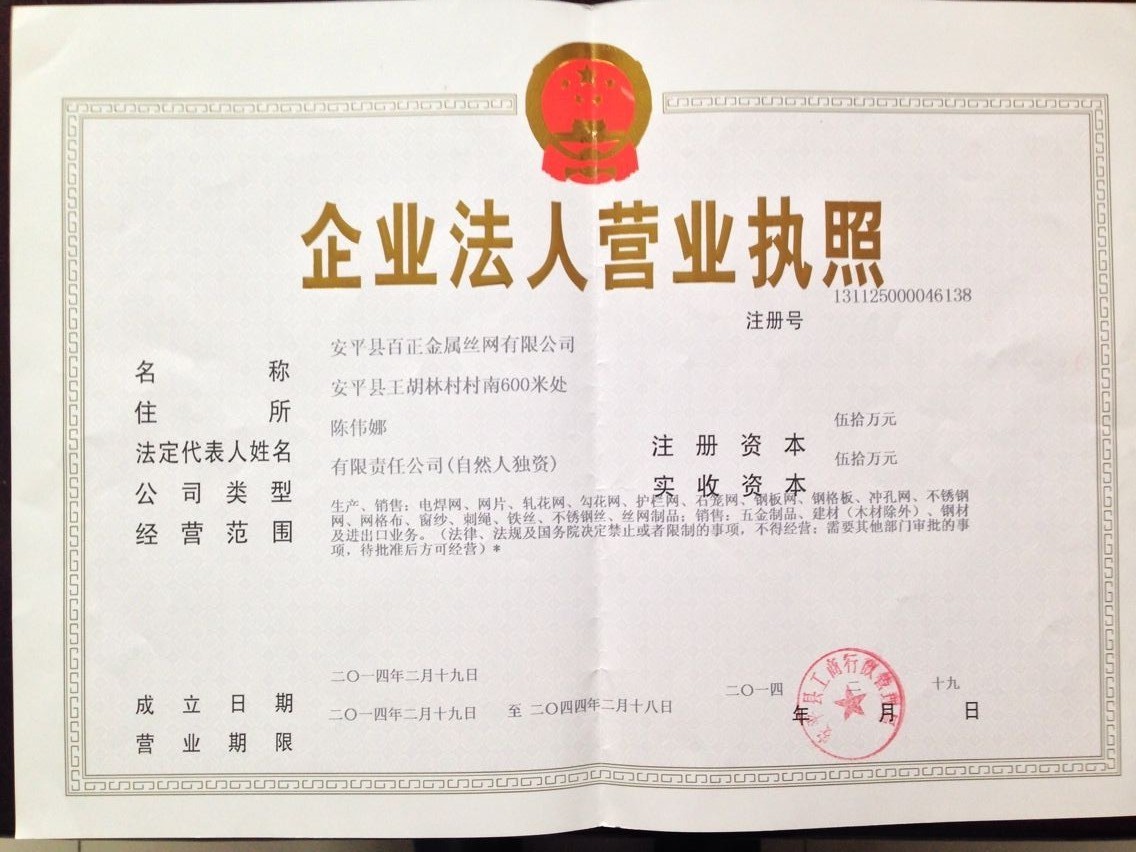 企业法人营业执照
131125000046138
注册号
安平县百正金属丝网有限公司
名称
安平县王胡林村村南600米处
住所
陈伟娜
伍拾万元
法定代表人姓名
注册资本
有限责任公司(自然人独资)
伍拾万元
公司类型
实收资本
生产、销售：电焊网、网片、轧花网、勾花网、护栏网、石笼网、钢板网、钢格板、冲孔网、不锈钢
网、网格布、窗纱、刺绳、铁丝、不锈钢丝、丝网制品；销售：五金制品、建材（木材除外）、钢材
及进出口业务。（法律、法规及国务院决定禁止或者限制的事项，不得经营；需要其他部门审批的事
项，待批准后方可经营）*
经营范围
二〇一四年二月十九日
成立日期
二〇一四年二月十九日 至 二〇四四年二月十八日
营业期限
二〇一四 二 十九
年 月 日
安平县工商行政管理局